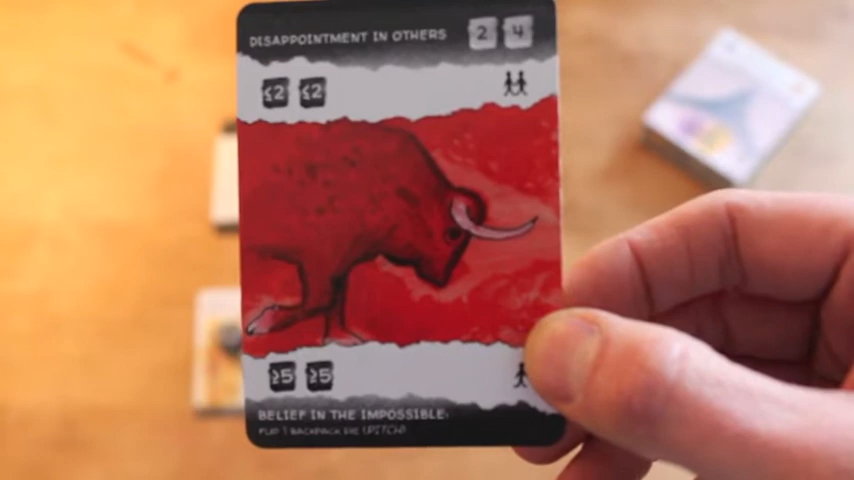 DISAPPOINTMENT IN OTHERS 2 4
≤2 ≤2
≥5 ≥5
BELIEF IN THE IMPOSSIBLE:
FLIP 1 BACKPACK DIE (PITCH)